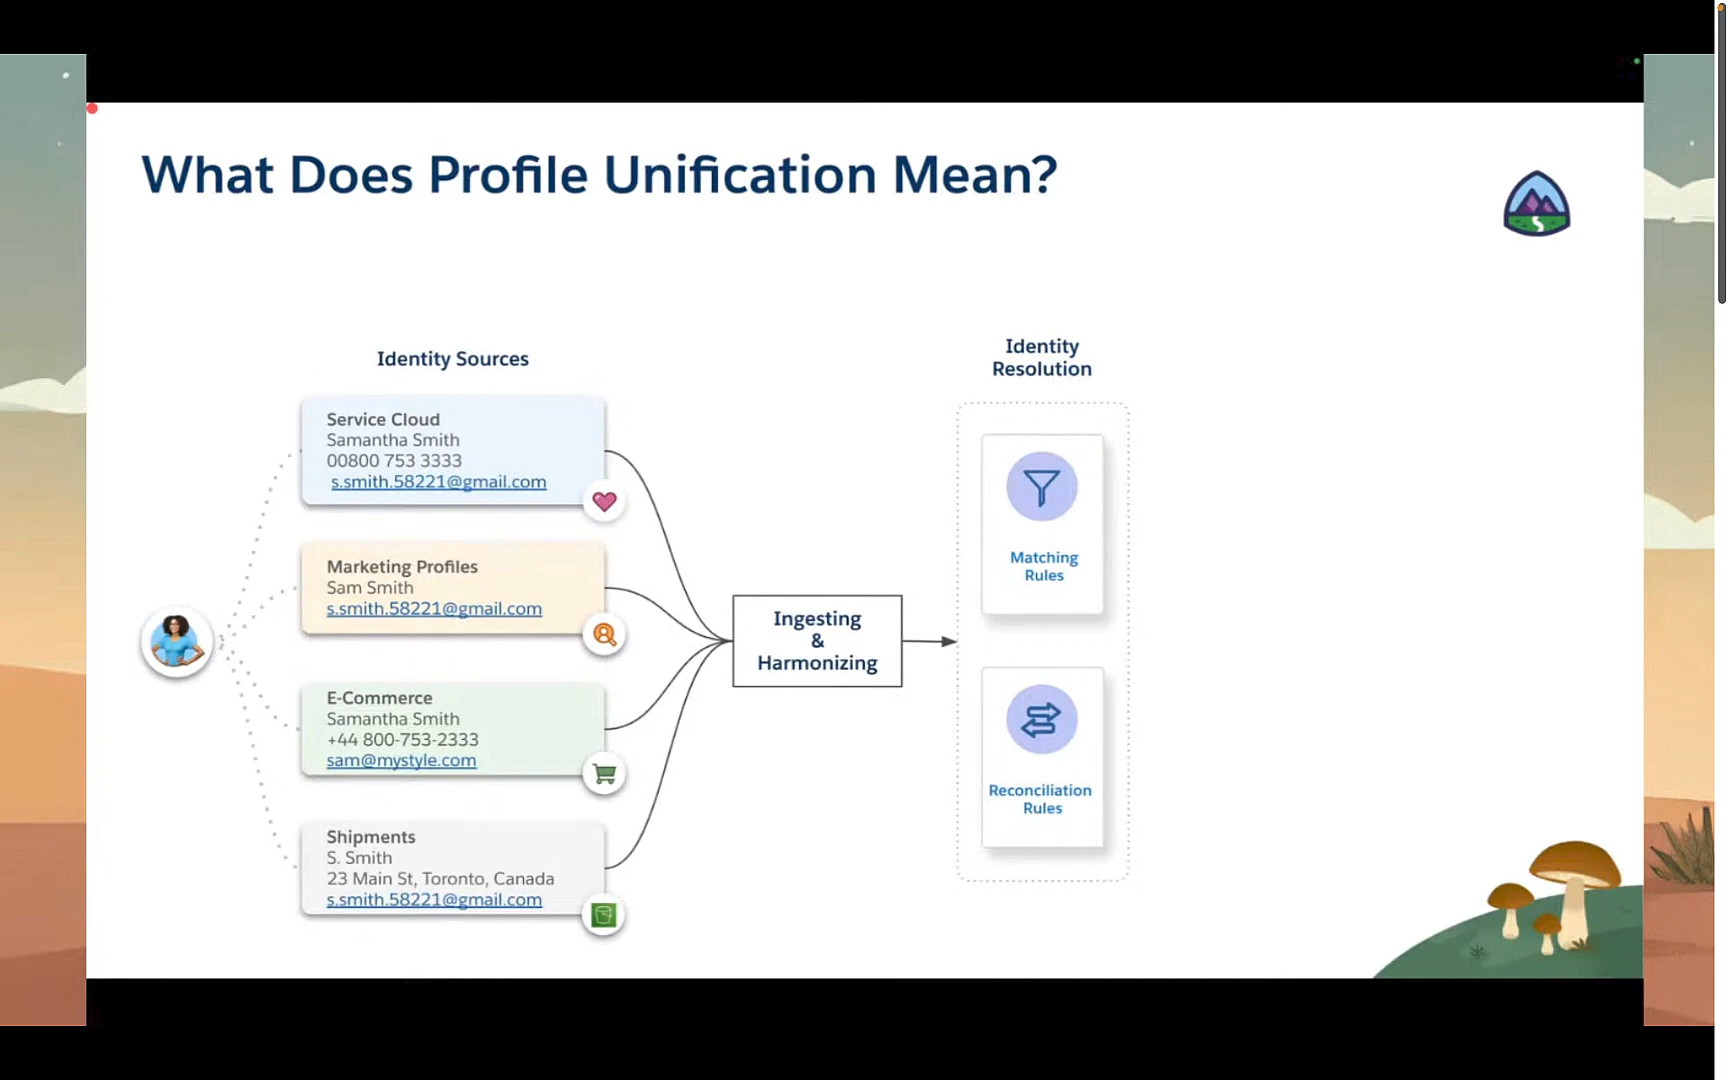 What Does Profile Unification Mean?
Identity Sources
Service Cloud
Samantha Smith
00800 753 3333
s.smith.58221@gmail.com
Marketing Profiles
Sam Smith
s.smith.58221@gmail.com
E-Commerce
Samantha Smith
+44 800-753-2333
sam@mystyle.com
Shipments
S. Smith
23 Main St, Toronto, Canada
s.smith.58221@gmail.com
Ingesting
&
Harmonizing
Identity
Resolution
Matching
Rules
Reconciliation
Rules